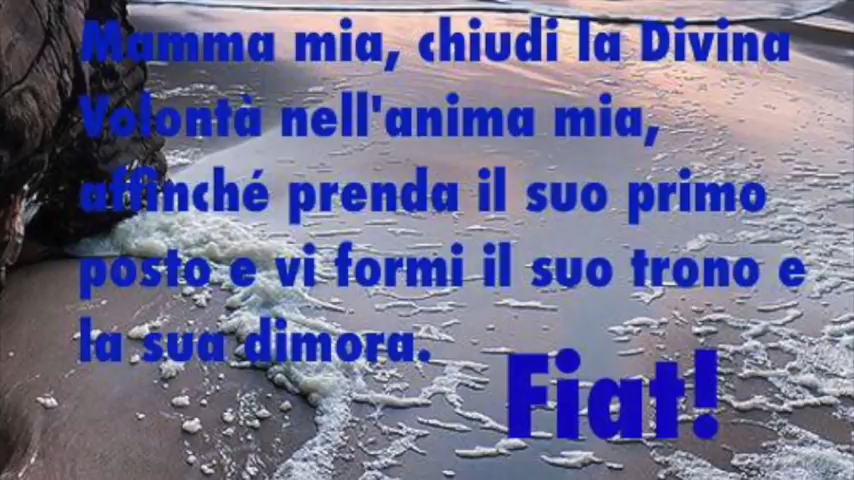 Mamma mia, chiudi la Divina
Volontà nell'anima mia,
affinché prenda il suo primo
posto e vi formi il suo trono e
la sua dimora.
Fiat!